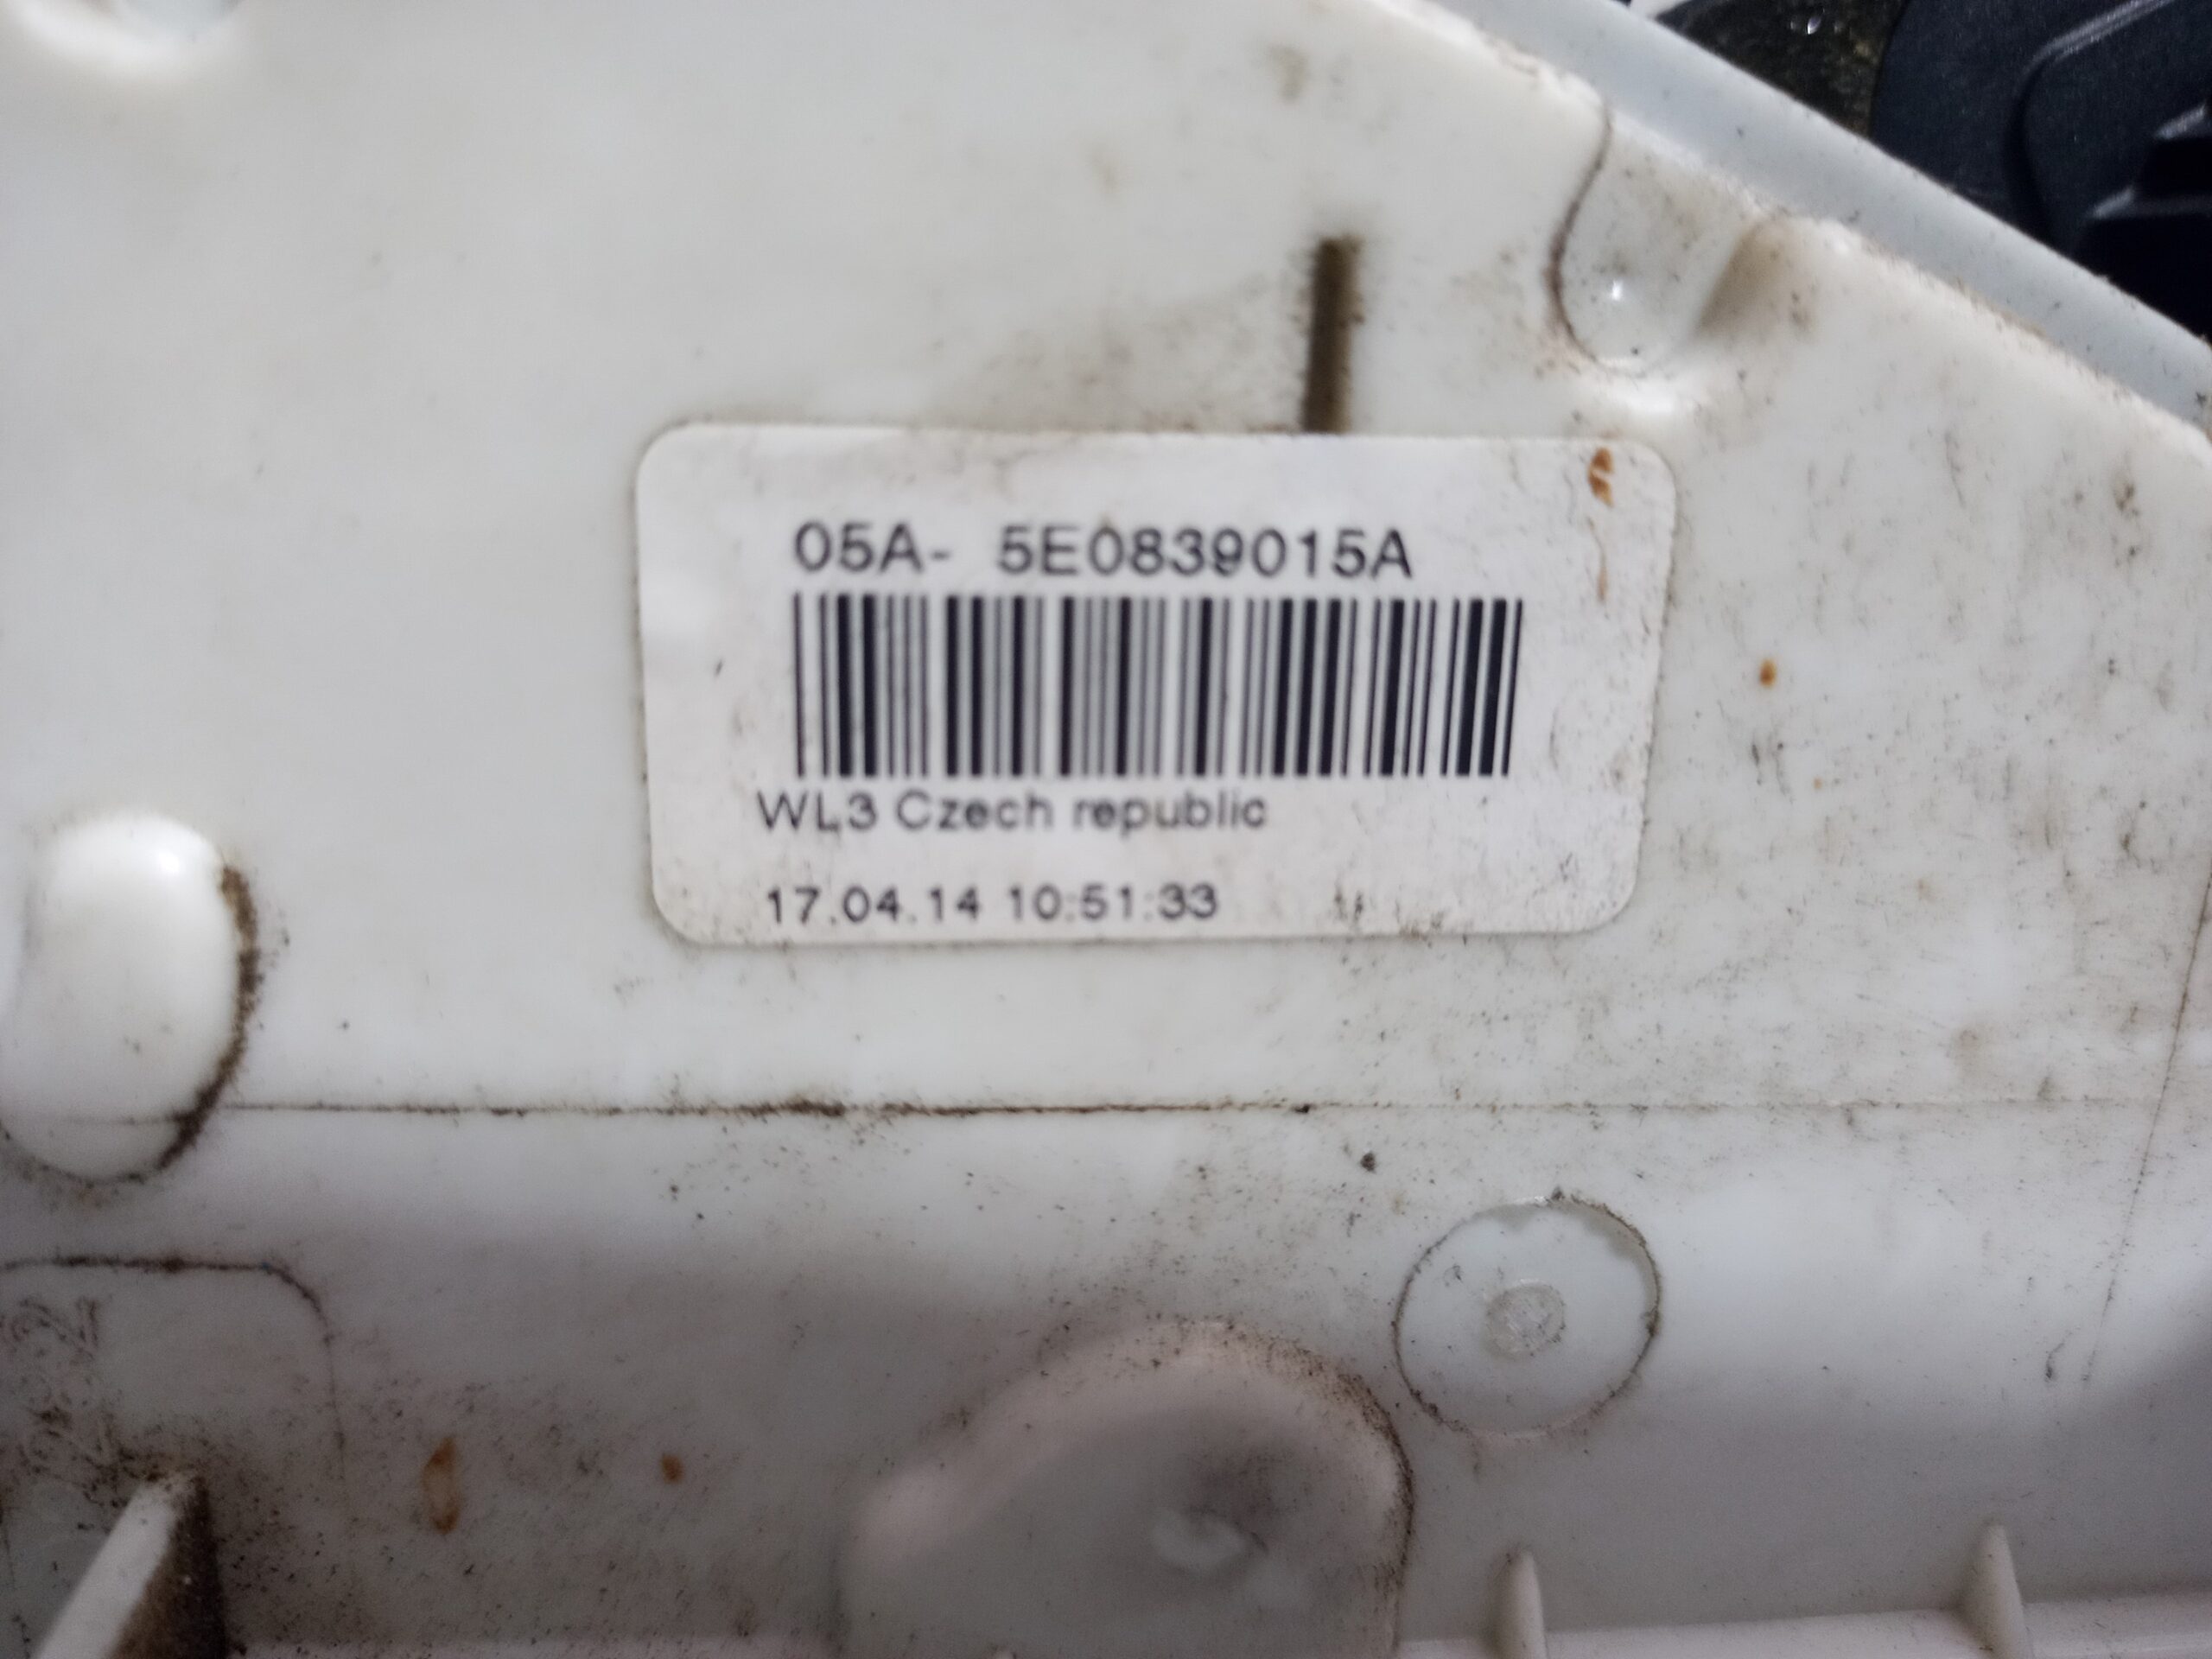 05A- 5E0839015A
WL3 Czech republic
17.04.14 10:51:33